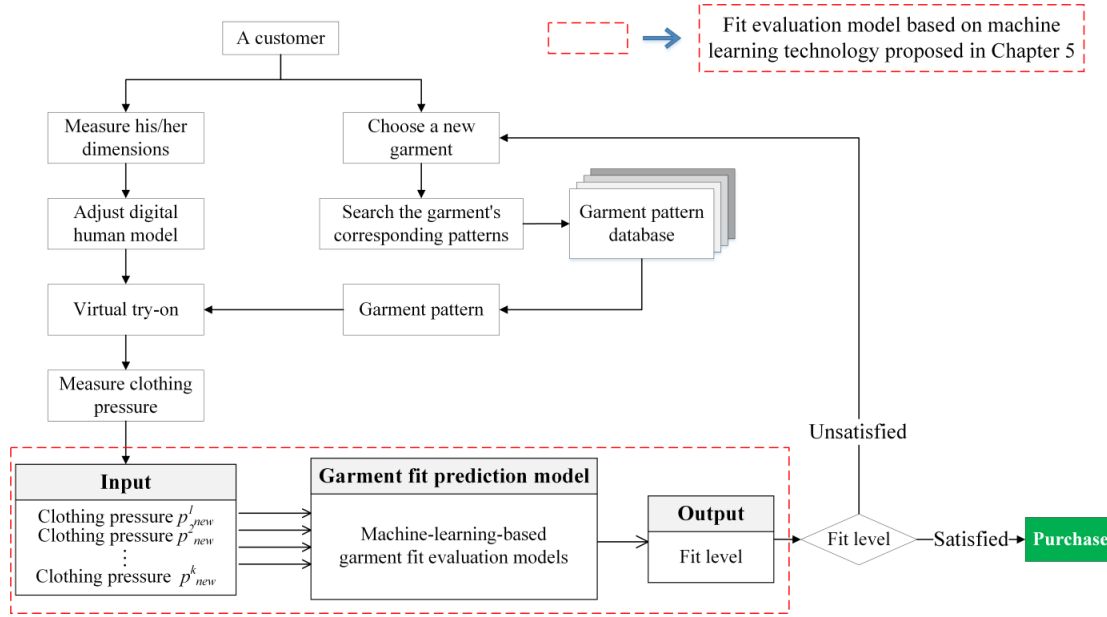 A customer
Fit evaluation model based on machine
learning technology proposed in Chapter 5
Measure his/her
dimensions
Choose a new
garment
Adjust digital
human model
Search the garment's
corresponding patterns
Garment pattern
database
Virtual try-on
Garment pattern
Measure clothing
pressure
Unsatisfied
Input
Clothing pressure p^1_new
Clothing pressure p^2_new
⋮
Clothing pressure p^k_new
Garment fit prediction model
Machine-learning-based
garment fit evaluation models
Output
Fit level
Fit level
Satisfied
Purchase